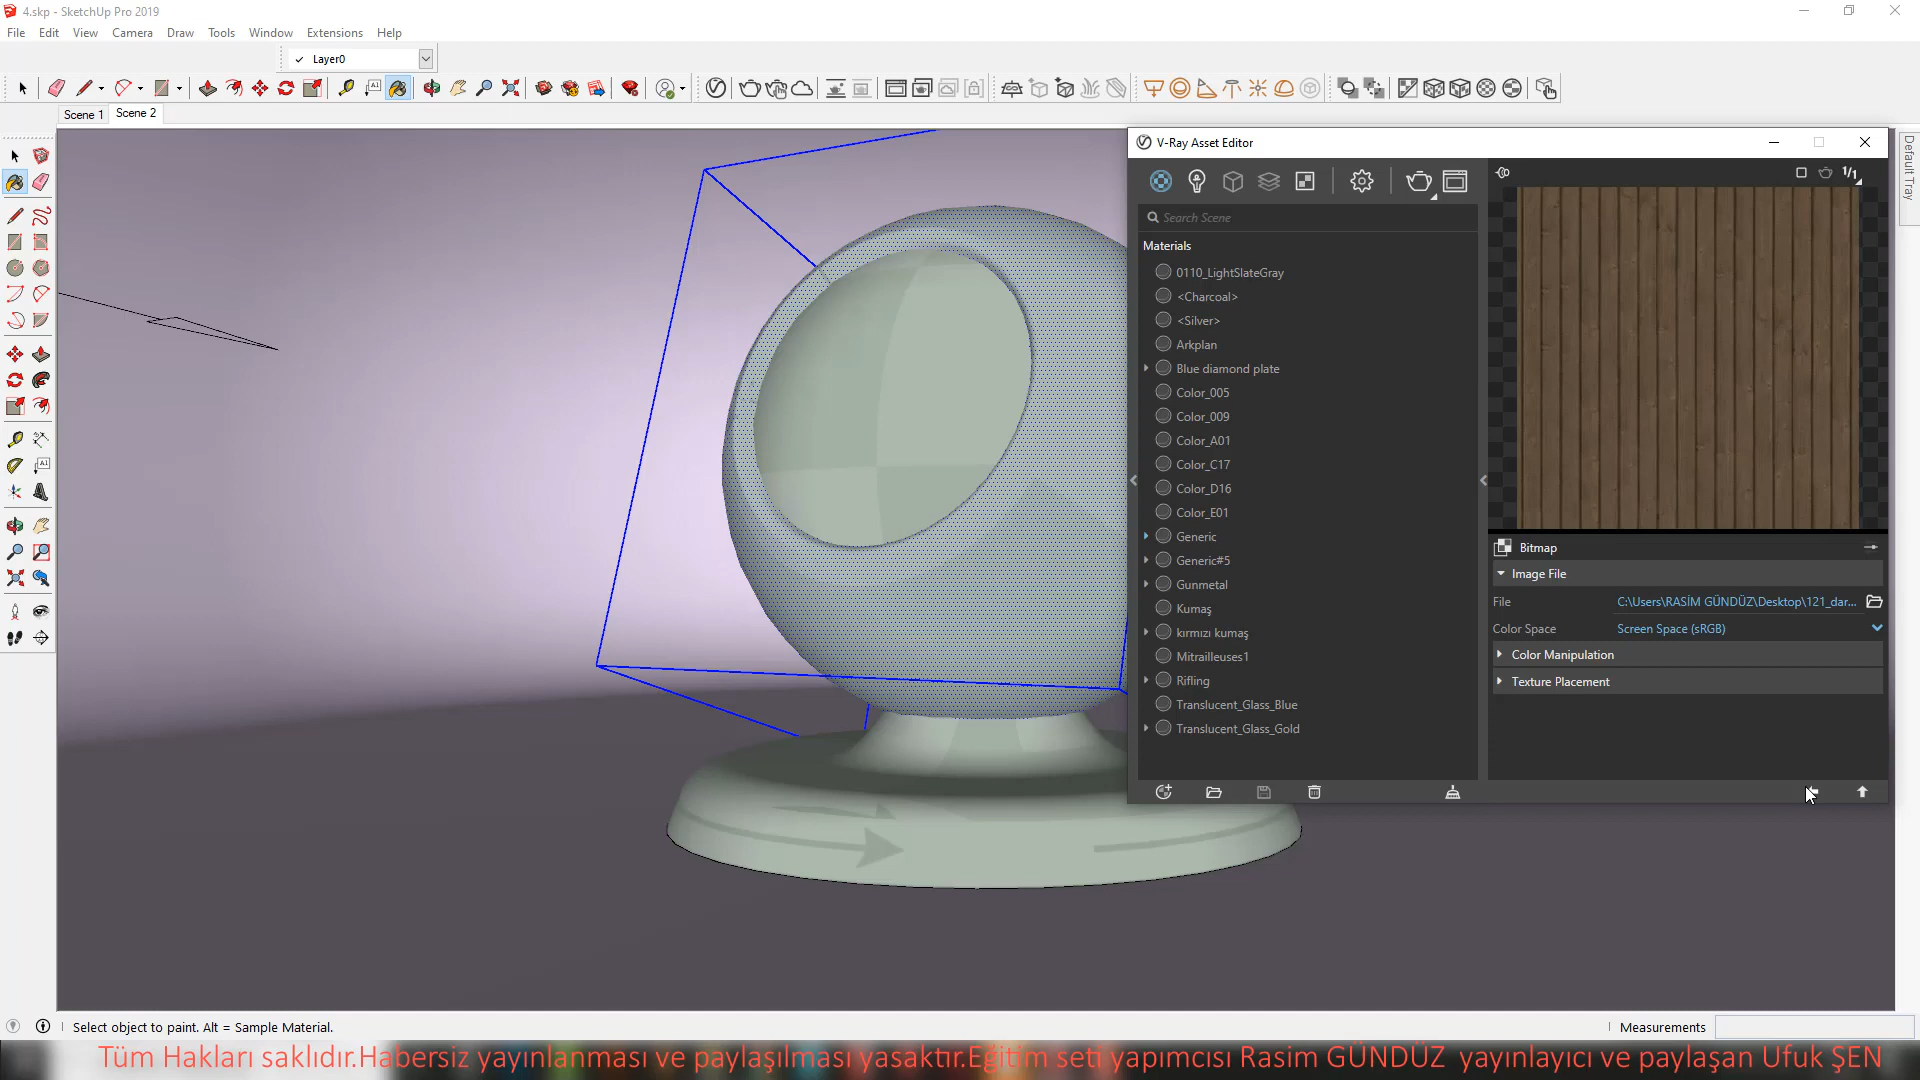 4.skp - SketchUp Pro 2019
File Edit View Camera Draw Tools Window Extensions Help
Layer0
Scene 1 Scene 2
Default Tray
V-Ray Asset Editor
Search Scene
Materials
0110_LightSlateGray
<Charcoal>
<Silver>
Arkplan
Blue diamond plate
Color_005
Color_009
Color_A01
Color_C17
Color_D16
Color_E01
Generic
Generic#5
Gunmetal
Kumaş
kırmızı kumaş
Mitrailleuses1
Rifling
Translucent_Glass_Blue
Translucent_Glass_Gold
1/1
Bitmap
Image File
File C:\Users\RASİM GÜNDÜZ\Desktop\121_dar...
Color Space Screen Space (sRGB)
Color Manipulation
Texture Placement
Select object to paint. Alt = Sample Material.
Measurements
Tüm Hakları saklıdır.Habersiz yayınlanması ve paylaşılması yasaktır.Eğitim seti yapımcısı Rasim GÜNDÜZ yayınlayıcı ve paylaşan Ufuk ŞEN